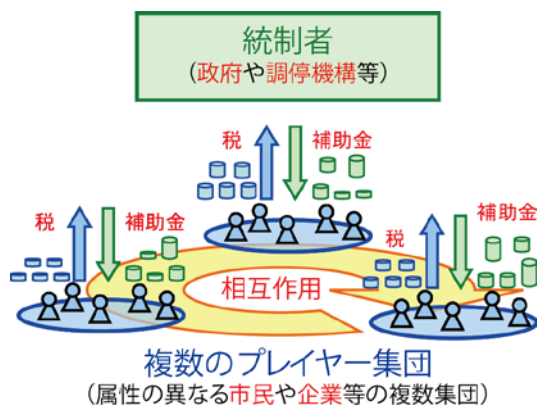 統制者
(政府や調停機構等)
税
補助金
税
補助金
税
補助金
相互作用
複数のプレイヤー集団
(属性の異なる市民や企業等の複数集団)